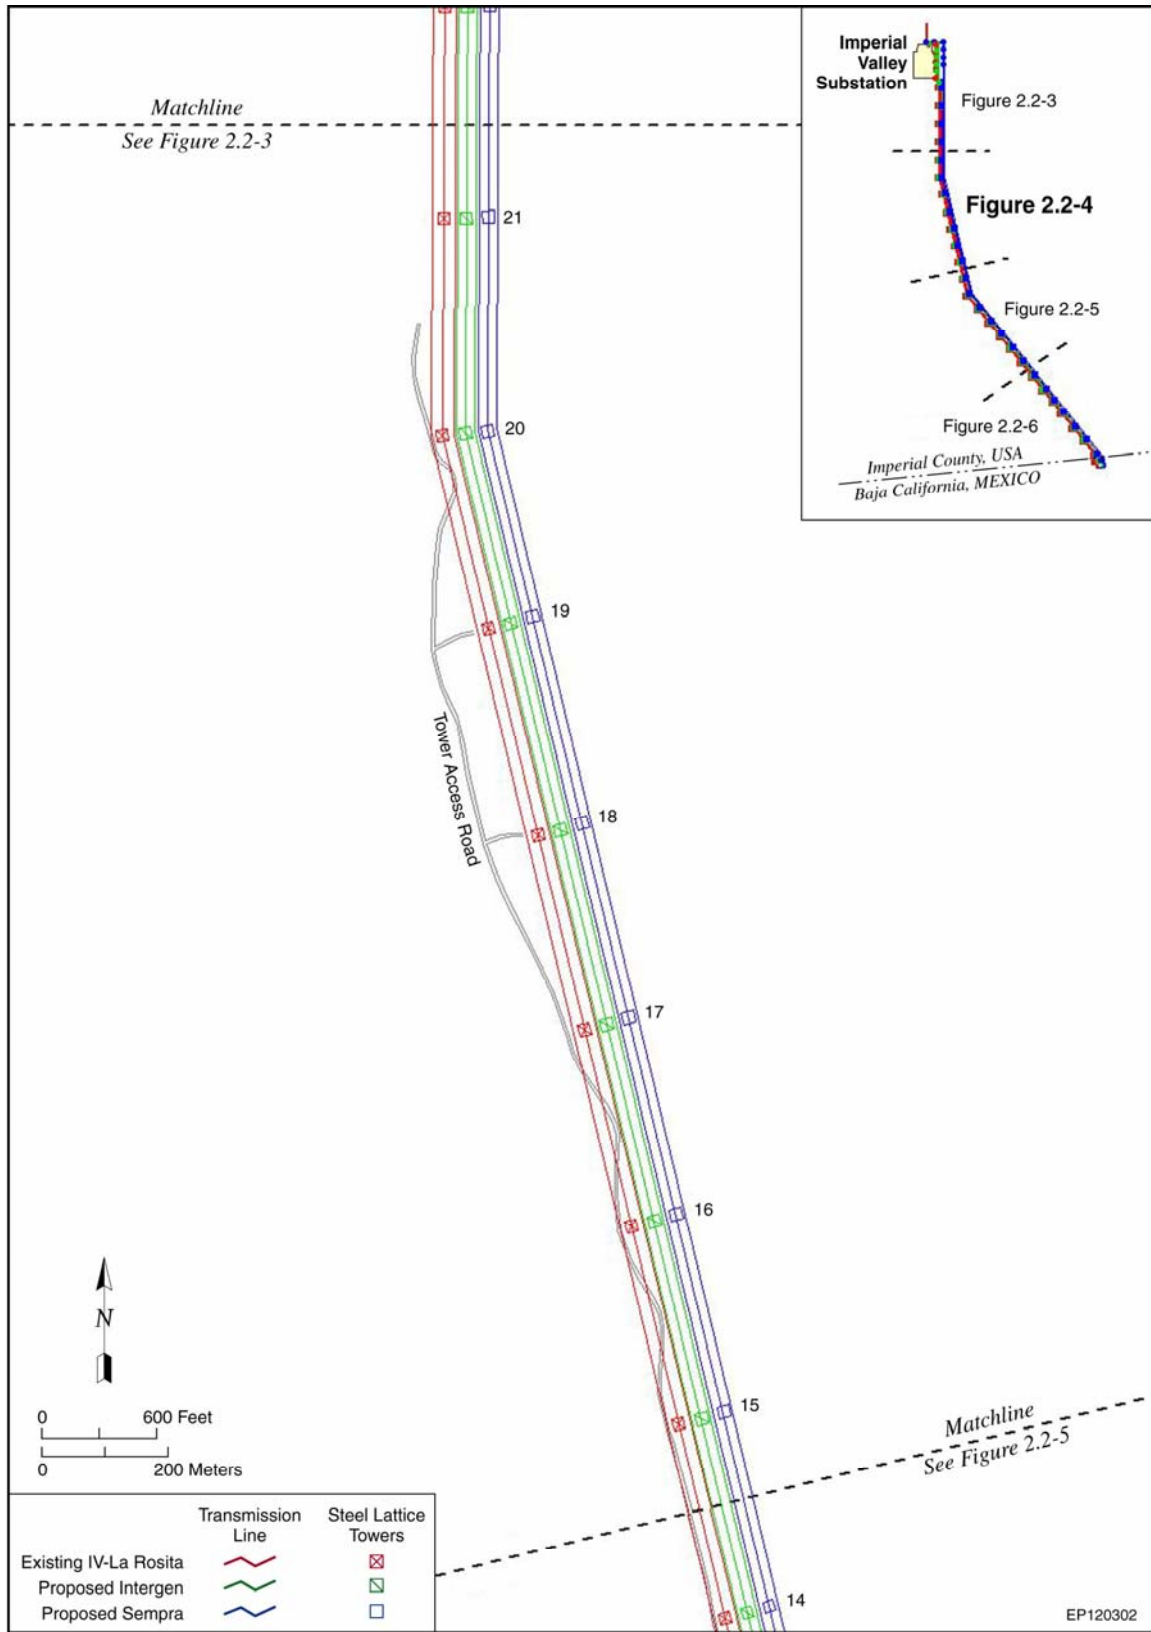 Matchline
See Figure 2.2-3
Imperial
Valley
Substation
Figure 2.2-3
Figure 2.2-4
Figure 2.2-5
Figure 2.2-6
Imperial County, USA
Baja California, MEXICO
21
20
19
Tower Access Road
18
17
16
15
N
0 600 Feet
0 200 Meters
Matchline
See Figure 2.2-5
14
Transmission Line
Steel Lattice Towers
Existing IV-La Rosita
Proposed Intergen
Proposed Sempra
EP120302